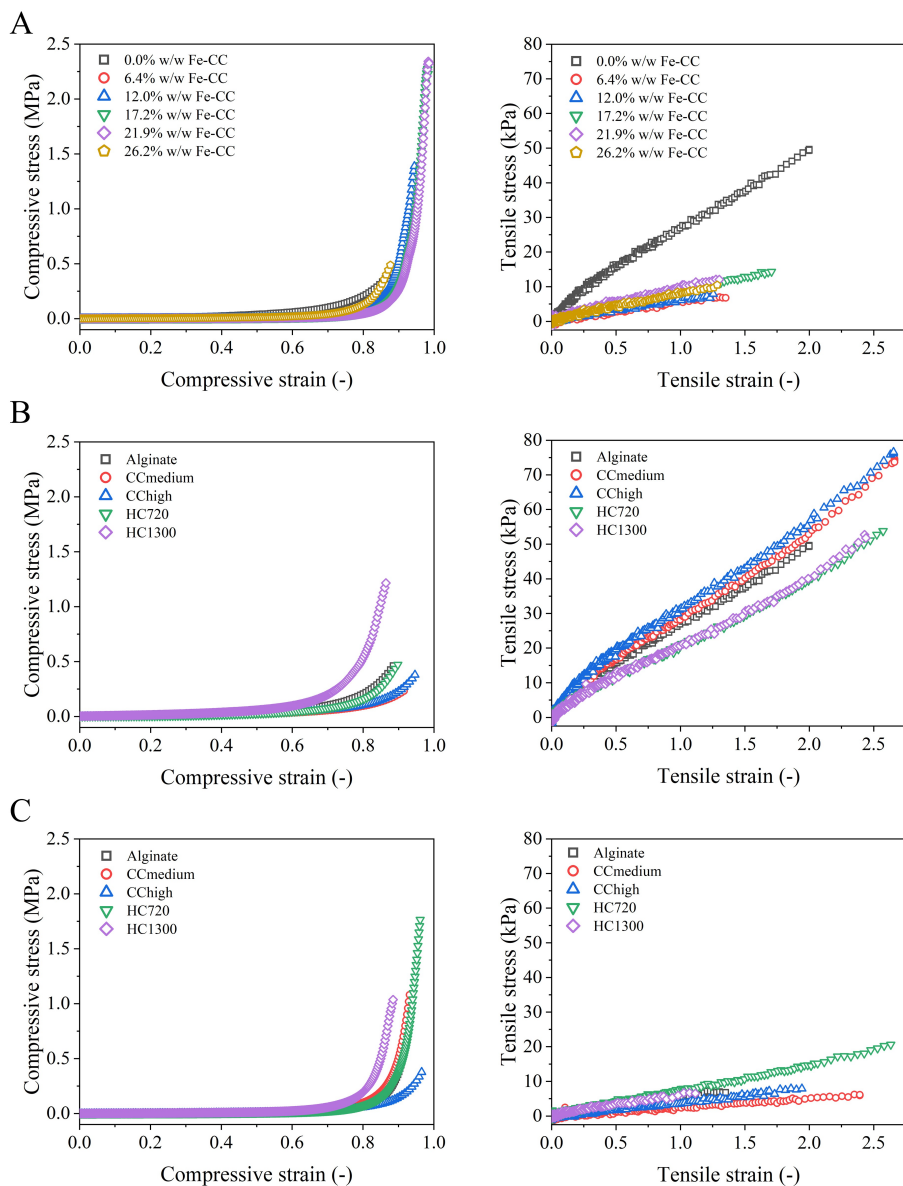 A
Compressive stress (MPa)
2.5
2.0
1.5
1.0
0.5
0.0
0.0% w/w Fe-CC
6.4% w/w Fe-CC
12.0% w/w Fe-CC
17.2% w/w Fe-CC
21.9% w/w Fe-CC
26.2% w/w Fe-CC
0.0 0.2 0.4 0.6 0.8 1.0
Compressive strain (-)
Tensile stress (kPa)
80
70
60
50
40
30
20
10
0
0.0% w/w Fe-CC
6.4% w/w Fe-CC
12.0% w/w Fe-CC
17.2% w/w Fe-CC
21.9% w/w Fe-CC
26.2% w/w Fe-CC
0.0 0.5 1.0 1.5 2.0 2.5
Tensile strain (-)
B
Compressive stress (MPa)
2.5
2.0
1.5
1.0
0.5
0.0
Alginate
CCmedium
CChigh
HC720
HC1300
0.0 0.2 0.4 0.6 0.8 1.0
Compressive strain (-)
Tensile stress (kPa)
80
70
60
50
40
30
20
10
0
Alginate
CCmedium
CChigh
HC720
HC1300
0.0 0.5 1.0 1.5 2.0 2.5
Tensile strain (-)
C
Compressive stress (MPa)
2.5
2.0
1.5
1.0
0.5
0.0
Alginate
CCmedium
CChigh
HC720
HC1300
0.0 0.2 0.4 0.6 0.8 1.0
Compressive strain (-)
Tensile stress (kPa)
80
70
60
50
40
30
20
10
0
Alginate
CCmedium
CChigh
HC720
HC1300
0.0 0.5 1.0 1.5 2.0 2.5
Tensile strain (-)